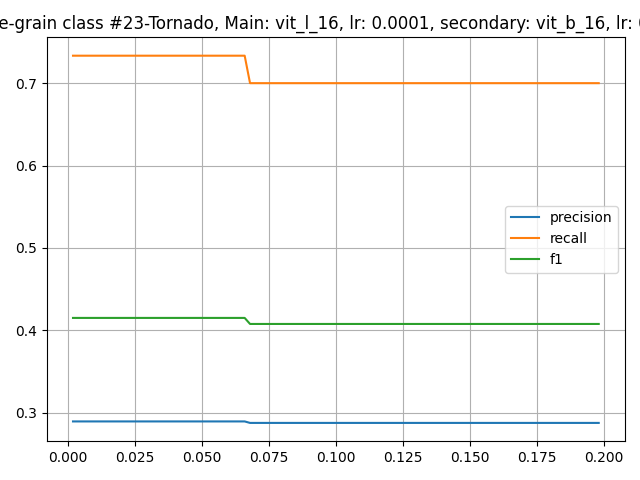 e-grain class #23-Tornado, Main: vit_l_16, lr: 0.0001, secondary: vit_b_16, lr:
0.7
0.6
0.5
0.4
0.3
precision
recall
f1
0.000 0.025 0.050 0.075 0.100 0.125 0.150 0.175 0.200